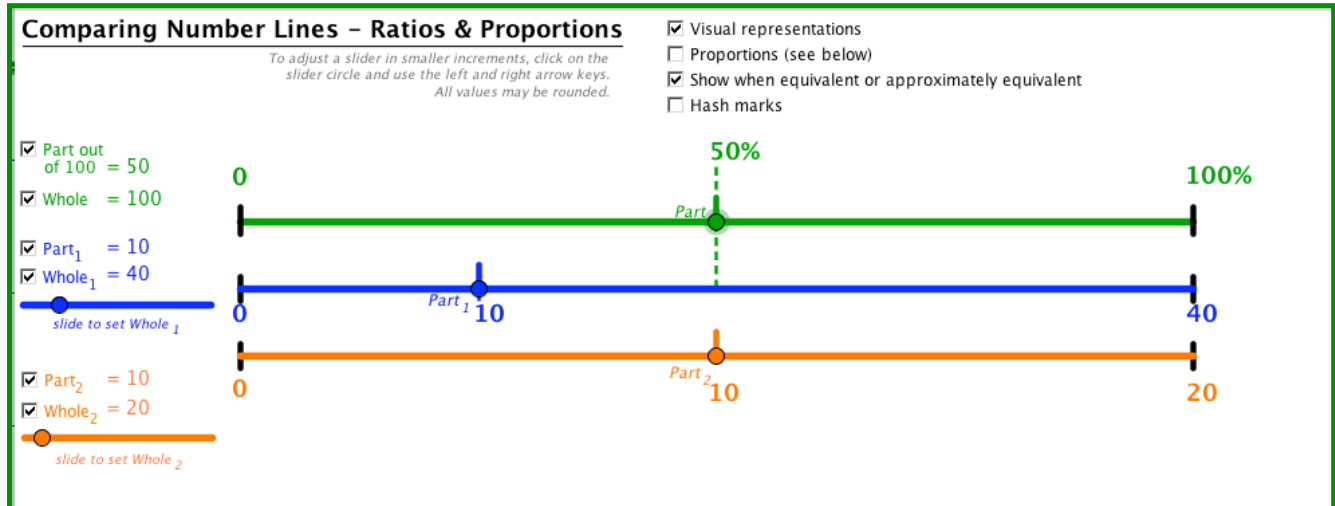 Comparing Number Lines – Ratios & Proportions
To adjust a slider in smaller increments, click on the
slider circle and use the left and right arrow keys.
All values may be rounded.
Visual representations
Proportions (see below)
Show when equivalent or approximately equivalent
Hash marks
Part out
of 100 = 50
Whole = 100
Part1 = 10
Whole1 = 40
slide to set Whole 1
Part2 = 10
Whole2 = 20
slide to set Whole 2
0
50%
100%
Part
Part 1
0
10
40
Part 2
0
10
20